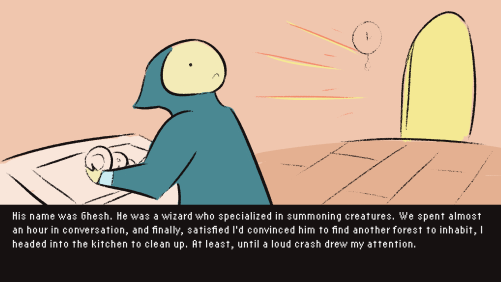 His name was Ghesh. He was a wizard who specialized in summoning creatures. We spent almost
an hour in conversation, and finally, satisfied I'd convinced him to find another forest to inhabit, I
headed into the kitchen to clean up. At least, until a loud crash drew my attention.